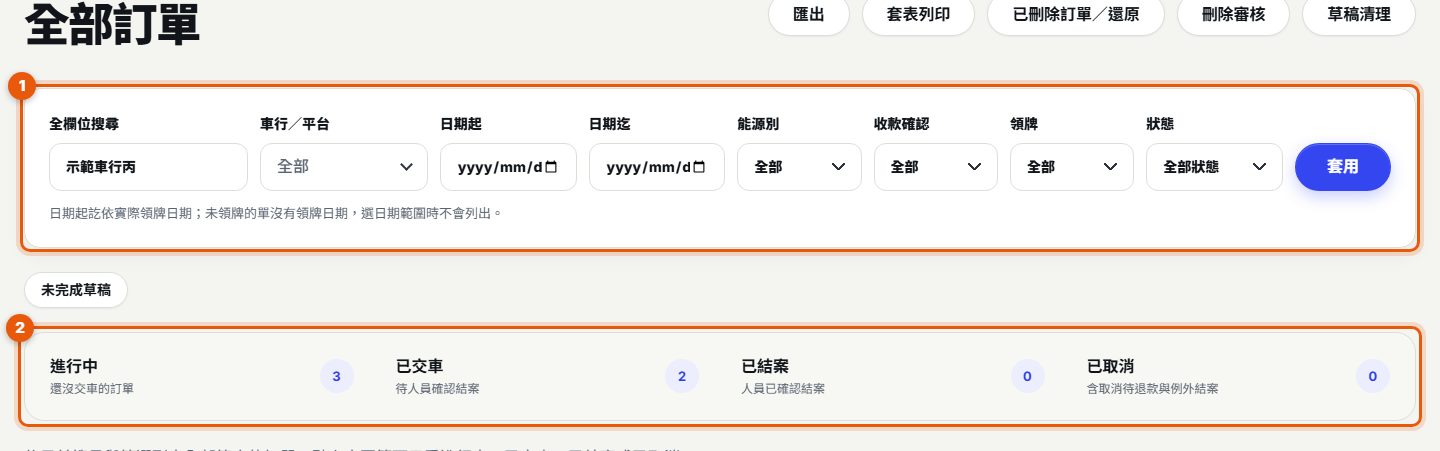 全部訂單
匯出 套表列印 已刪除訂單／還原 刪除審核 草稿清理
1
全欄位搜尋 車行／平台 日期起 日期迄 能源別 收款確認 領牌 狀態
示範車行丙 全部 yyyy/mm/d yyyy/mm/d 全部 全部 全部 全部狀態 套用
日期起訖依實際領牌日期；未領牌的單沒有領牌日期，選日期範圍時不會列出。
未完成草稿
2
進行中 3 已交車 2 已結案 0 已取消 0
還沒交車的訂單 待人員確認結案 人員已確認結案 含取消待退款與例外結案